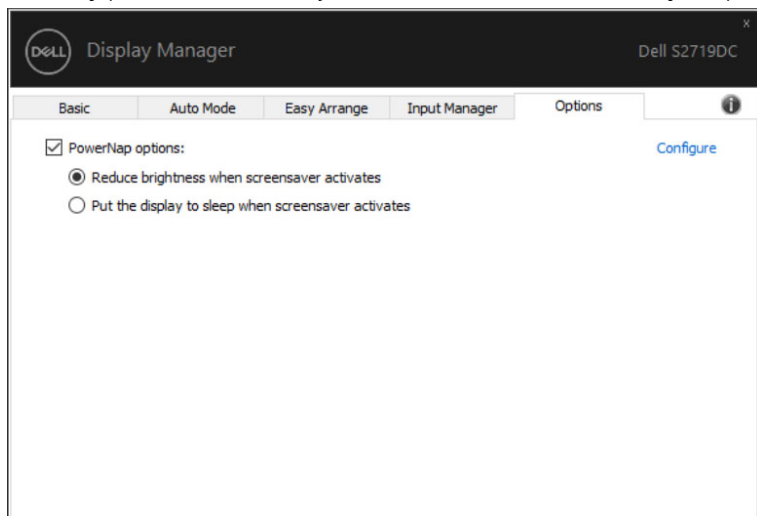 DELL
Display Manager
x
Dell S2719DC
Basic
Auto Mode
Easy Arrange
Input Manager
Options
PowerNap options:
Configure
Reduce brightness when screensaver activates
Put the display to sleep when screensaver activates